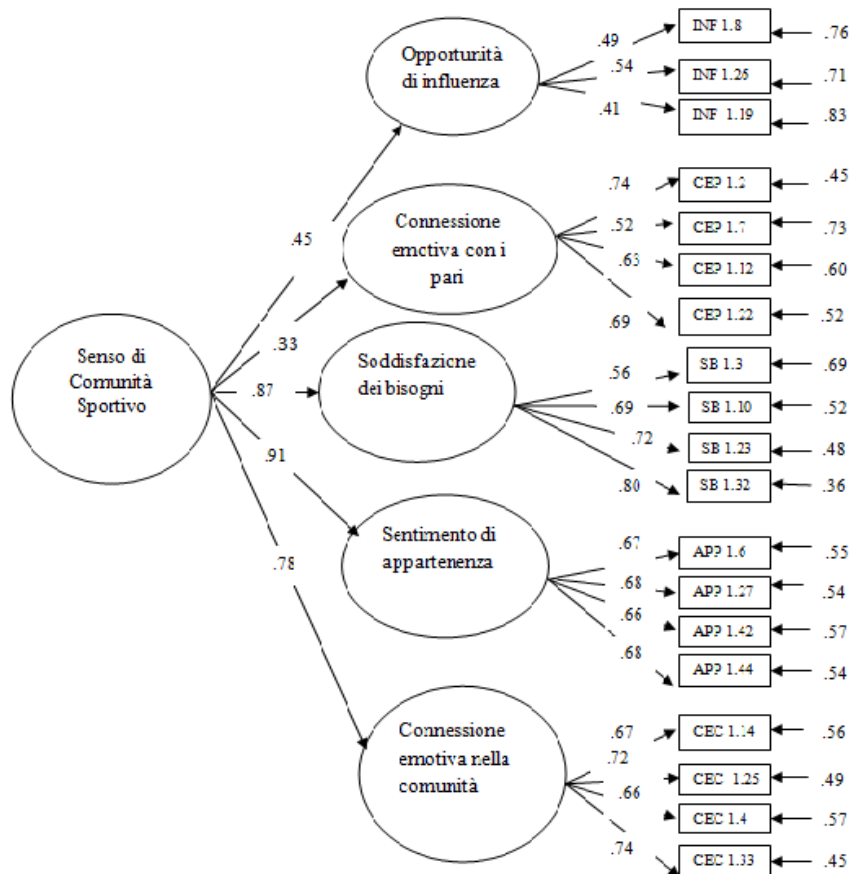 Opportunità
di influenza
.49
.54
.41
INF 1.8
.76
INF 1.26
.71
INF 1.19
.83
Connessione
emotiva con i
pari
.74
.52
.63
.69
CEP 1.2
.45
CEP 1.7
.73
CEP 1.12
.60
CEP 1.22
.52
Senso di
Comunità
Sportivo
.45
.33
.87
.91
.78
Soddisfazione
dei bisogni
.56
.69
.72
.80
SB 1.3
.69
SB 1.10
.52
SB 1.23
.48
SB 1.32
.36
Sentimento di
appartenenza
.67
.68
.66
.68
APP 1.6
.55
APP 1.27
.54
APP 1.42
.57
APP 1.44
.54
Connessione
emotiva nella
comunità
.67
.72
.66
.74
CEC 1.14
.56
CEC 1.25
.49
CEC 1.4
.57
CEC 1.33
.45